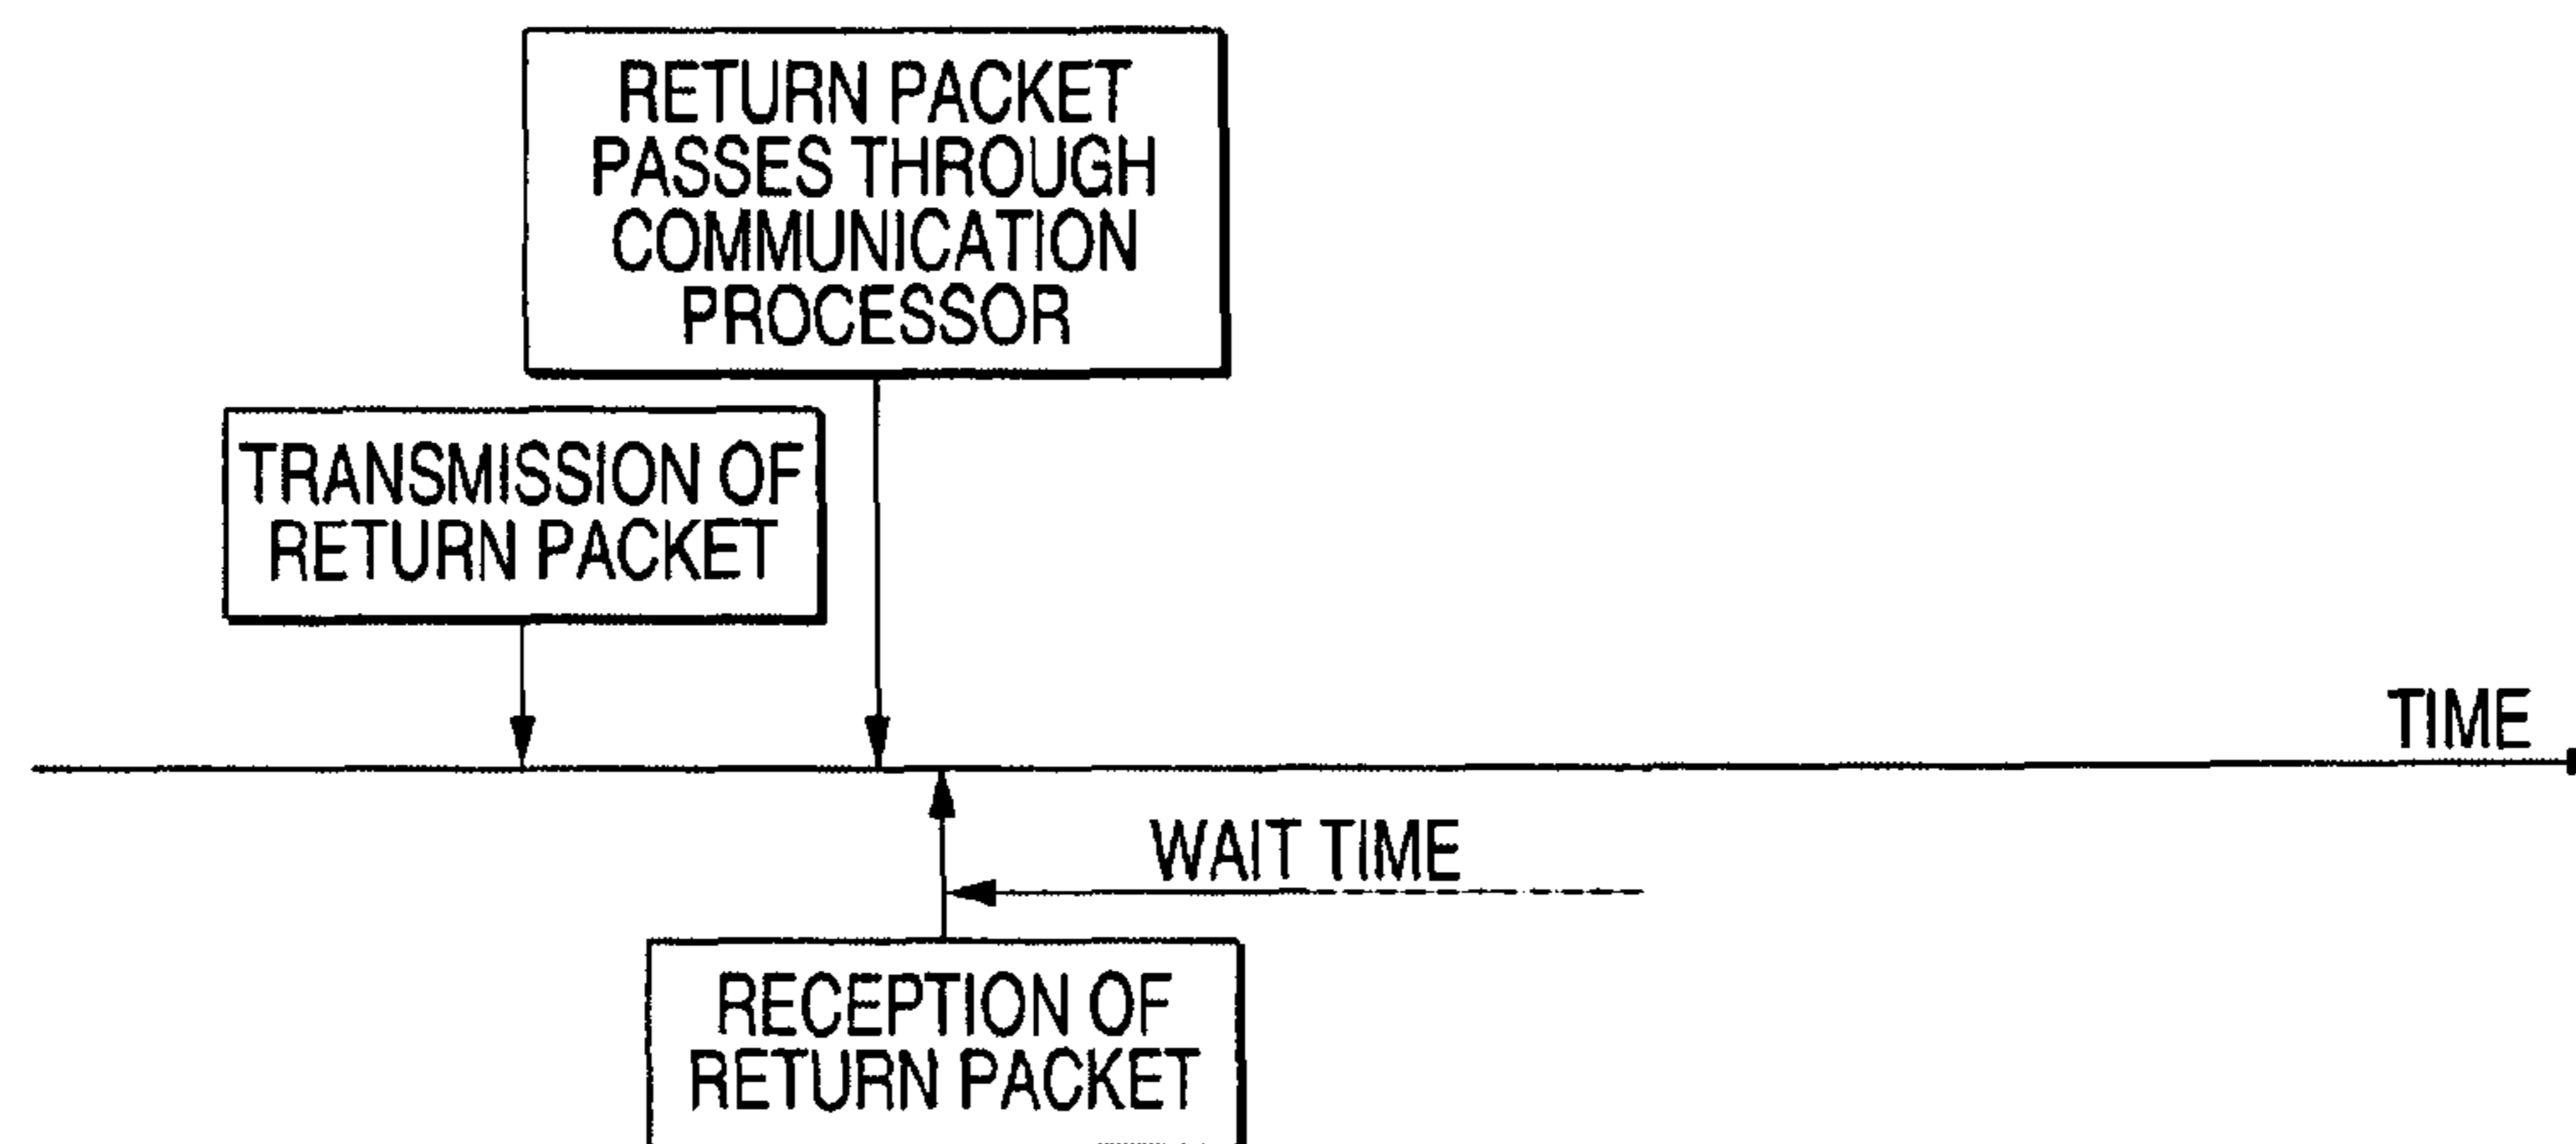 RETURN PACKET
PASSES THROUGH
COMMUNICATION
PROCESSOR
TRANSMISSION OF
RETURN PACKET
TIME
WAIT TIME
RECEPTION OF
RETURN PACKET